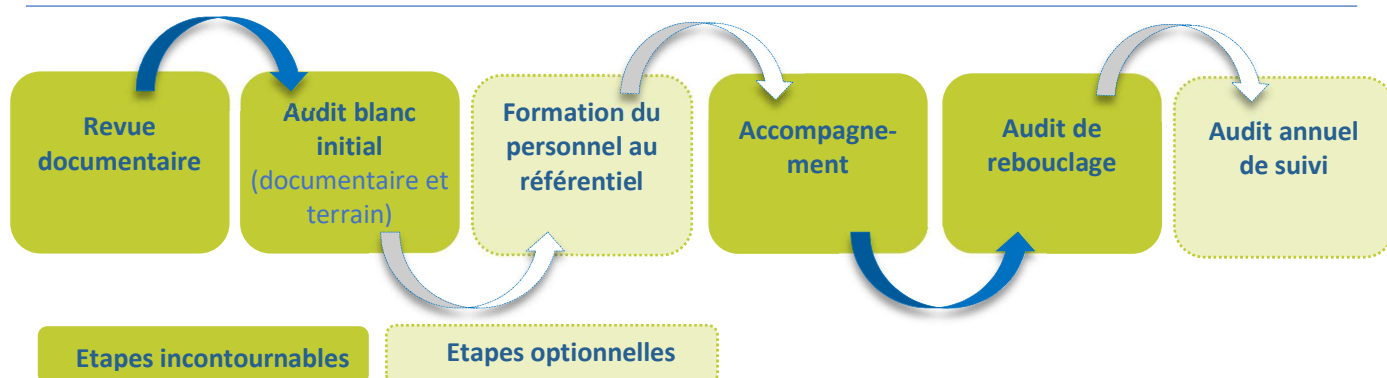 Revue
documentaire
Audit blanc
initial
(documentaire et
terrain)
Formation du
personnel au
référentiel
Accompagne-
ment
Audit de
rebouclage
Audit annuel
de suivi
Etapes incontournables
Etapes optionnelles